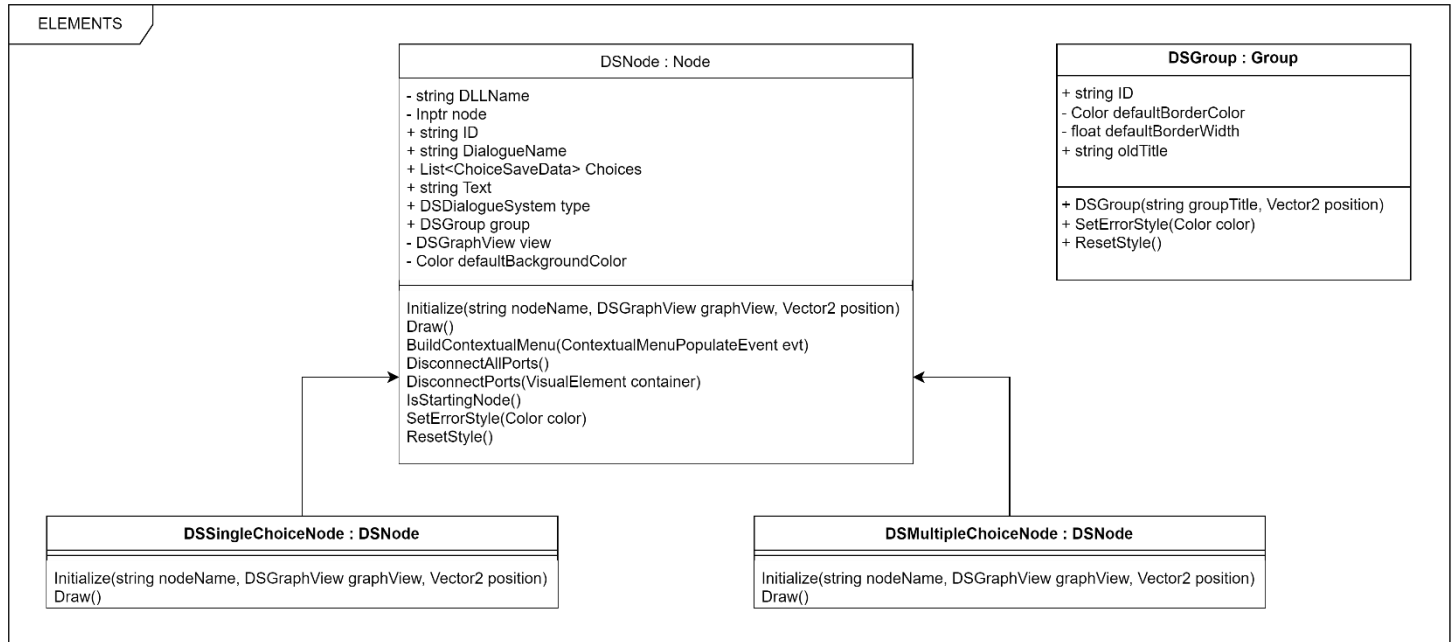 ELEMENTS
DSNode : Node
- string DLLName
- Inptr node
+ string ID
+ string DialogueName
+ List<ChoiceSaveData> Choices
+ string Text
+ DSDialogueSystem type
+ DSGroup group
- DSGraphView view
- Color defaultBackgroundColor
Initialize(string nodeName, DSGraphView graphView, Vector2 position)
Draw()
BuildContextualMenu(ContextualMenuPopulateEvent evt)
DisconnectAllPorts()
DisconnectPorts(VisualElement container)
IsStartingNode()
SetErrorStyle(Color color)
ResetStyle()
DSGroup : Group
+ string ID
- Color defaultBorderColor
- float defaultBorderWidth
+ string oldTitle
+ DSGroup(string groupTitle, Vector2 position)
+ SetErrorStyle(Color color)
+ ResetStyle()
DSSingleChoiceNode : DSNode
Initialize(string nodeName, DSGraphView graphView, Vector2 position)
Draw()
DSMultipleChoiceNode : DSNode
Initialize(string nodeName, DSGraphView graphView, Vector2 position)
Draw()